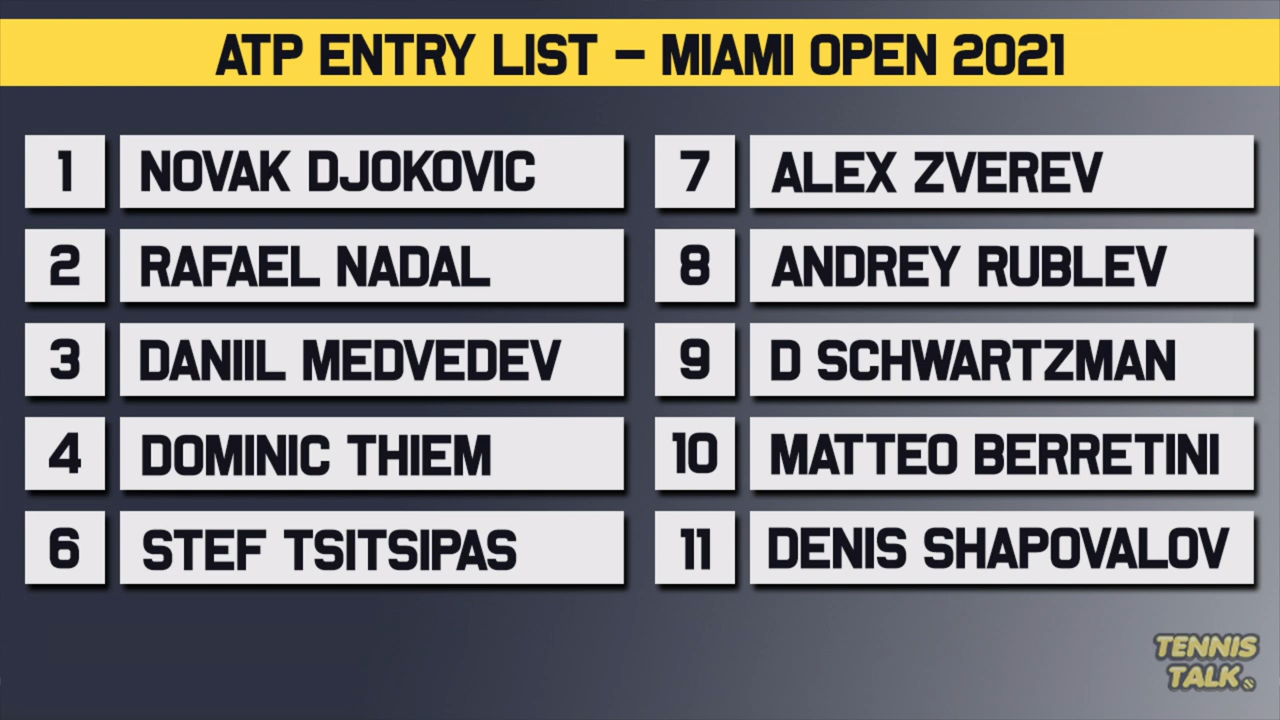 ATP ENTRY LIST – MIAMI OPEN 2021
1 NOVAK DJOKOVIC
2 RAFAEL NADAL
3 DANIIL MEDVEDEV
4 DOMINIC THIEM
6 STEF TSITSIPAS
7 ALEX ZVEREV
8 ANDREY RUBLEV
9 D SCHWARTZMAN
10 MATTEO BERRETINI
11 DENIS SHAPOVALOV
TENNIS
TALK